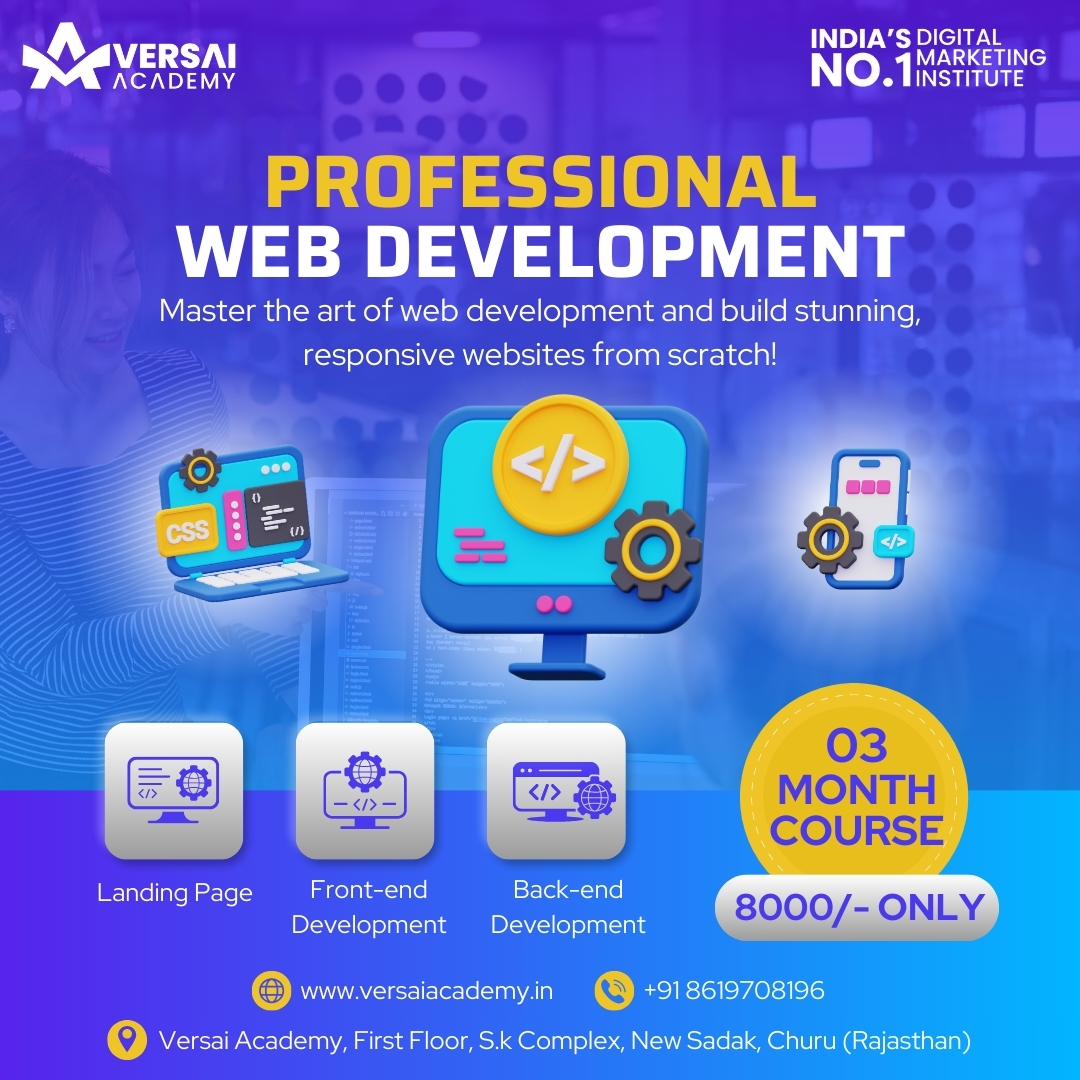 VERSAI
ACADEMY
INDIA'S DIGITAL
NO.1 MARKETING
INSTITUTE
PROFESSIONAL
WEB DEVELOPMENT
Master the art of web development and build stunning,
responsive websites from scratch!
</>
CSS
{}
{/}
</>
</>
</>
</>
03
MONTH
COURSE
Landing Page
Front-end
Development
Back-end
Development
8000/- ONLY
www.versaiacademy.in
+91 8619708196
Versai Academy, First Floor, S.k Complex, New Sadak, Churu (Rajasthan)